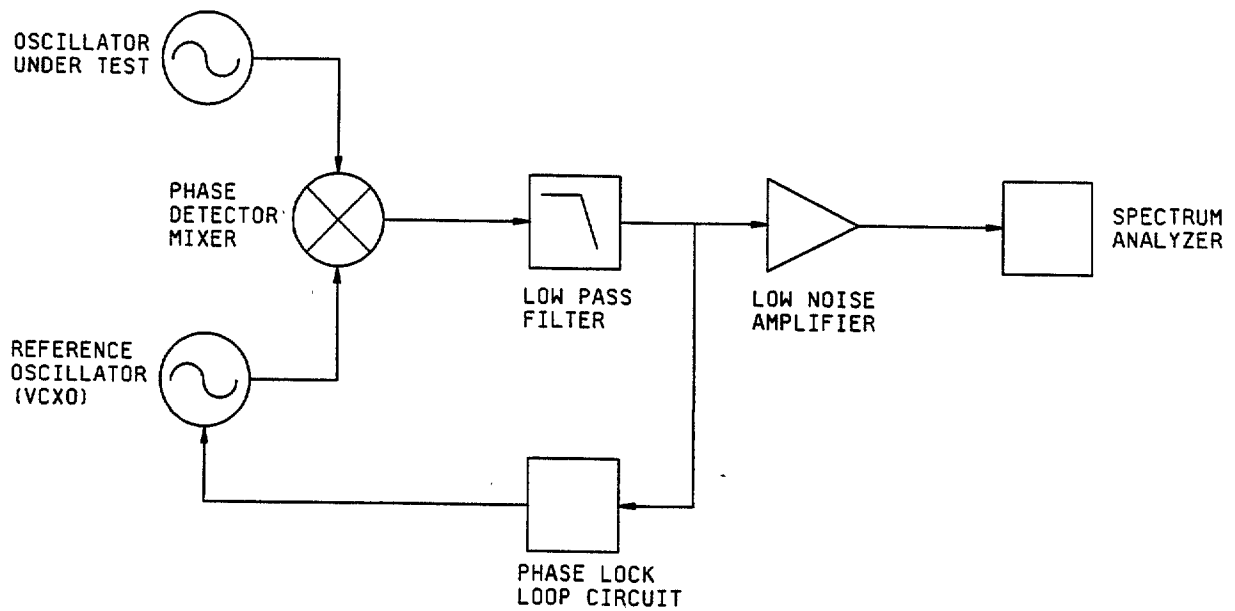 OSCILLATOR
UNDER TEST
PHASE
DETECTOR
MIXER
LOW PASS
FILTER
LOW NOISE
AMPLIFIER
SPECTRUM
ANALYZER
REFERENCE
OSCILLATOR
(VCXO)
PHASE LOCK
LOOP CIRCUIT